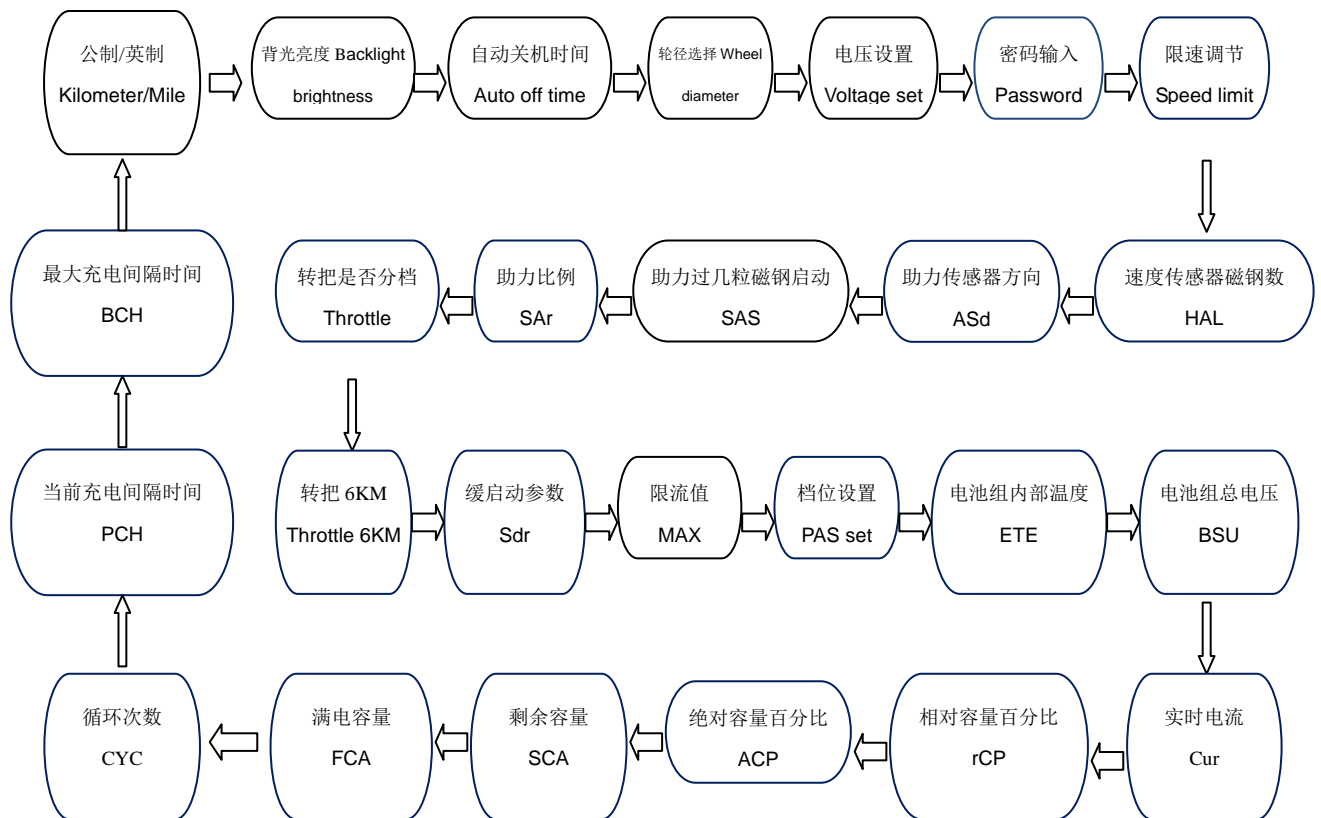 公制/英制
Kilometer/Mile
背光亮度 Backlight
brightness
自动关机时间
Auto off time
轮径选择 Wheel
diameter
电压设置
Voltage set
密码输入
Password
限速调节
Speed limit
最大充电间隔时间
BCH
转把是否分档
Throttle
助力比例
SAr
助力过几粒磁钢启动
SAS
助力传感器方向
ASd
速度传感器磁钢数
HAL
当前充电间隔时间
PCH
转把 6KM
Throttle 6KM
缓启动参数
Sdr
限流值
MAX
档位设置
PAS set
电池组内部温度
ETE
电池组总电压
BSU
循环次数
CYC
满电容量
FCA
剩余容量
SCA
绝对容量百分比
ACP
相对容量百分比
rCP
实时电流
Cur